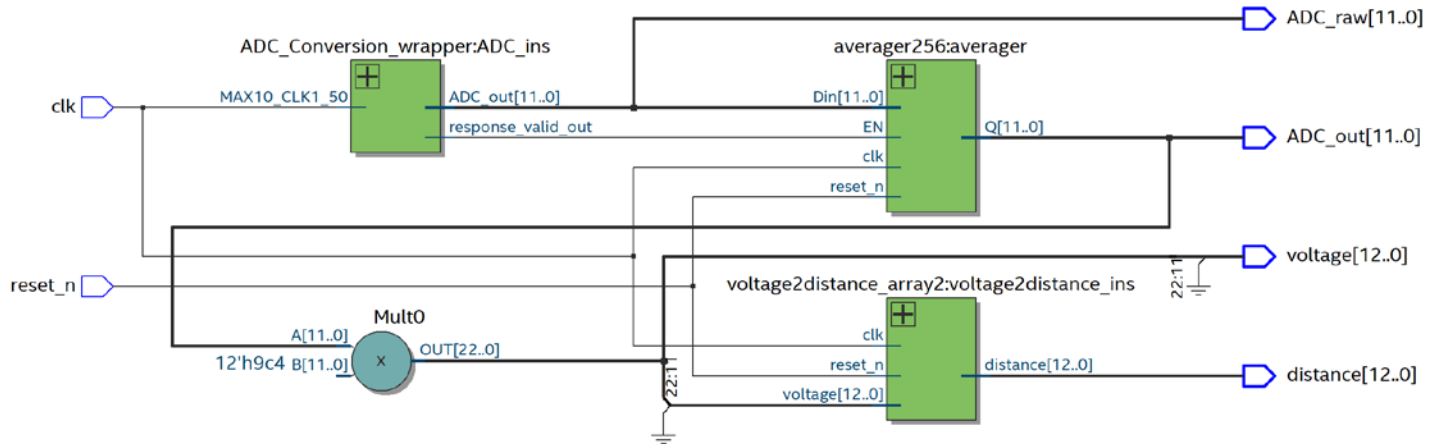 ADC_raw[11..0]
ADC_Conversion_wrapper:ADC_ins
averager256:averager
clk
MAX10_CLK1_50
ADC_out[11..0]
response_valid_out
Din[11..0]
EN
clk
reset_n
Q[11..0]
ADC_out[11..0]
voltage[12..0]
22:11
reset_n
voltage2distance_array2:voltage2distance_ins
Mult0
A[11..0]
12'h9c4 B[11..0]
x
OUT[22..0]
22:11
clk
reset_n
voltage[12..0]
distance[12..0]
distance[12..0]